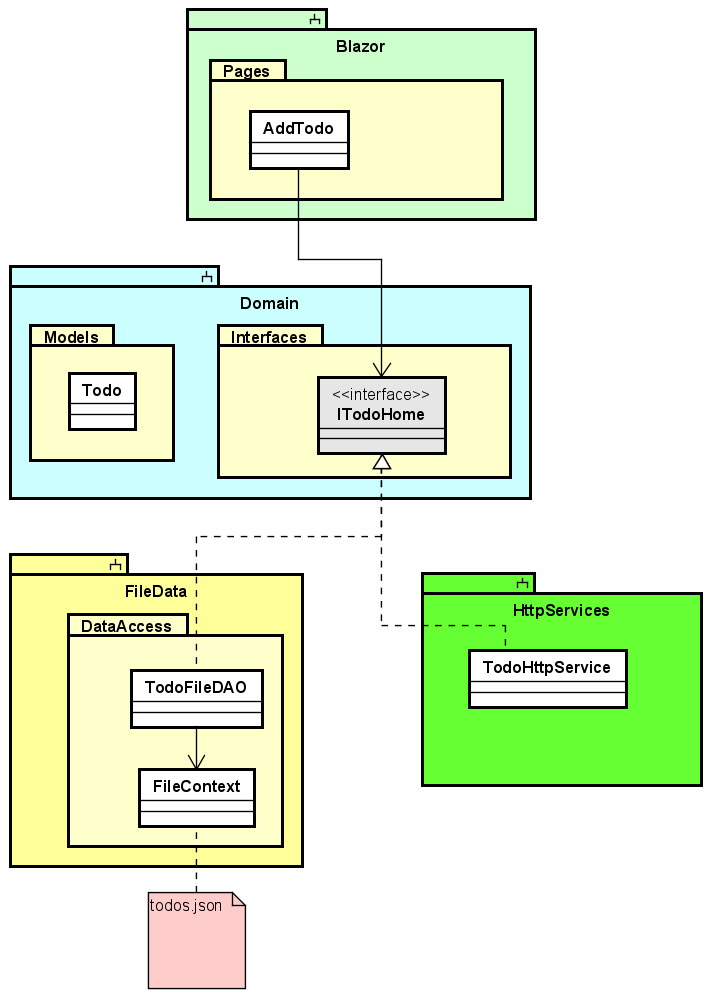 Blazor
Pages
AddTodo
Domain
Models
Todo
Interfaces
<<interface>>
ITodoHome
FileData
DataAccess
TodoFileDAO
FileContext
todos.json
HttpServices
TodoHttpService